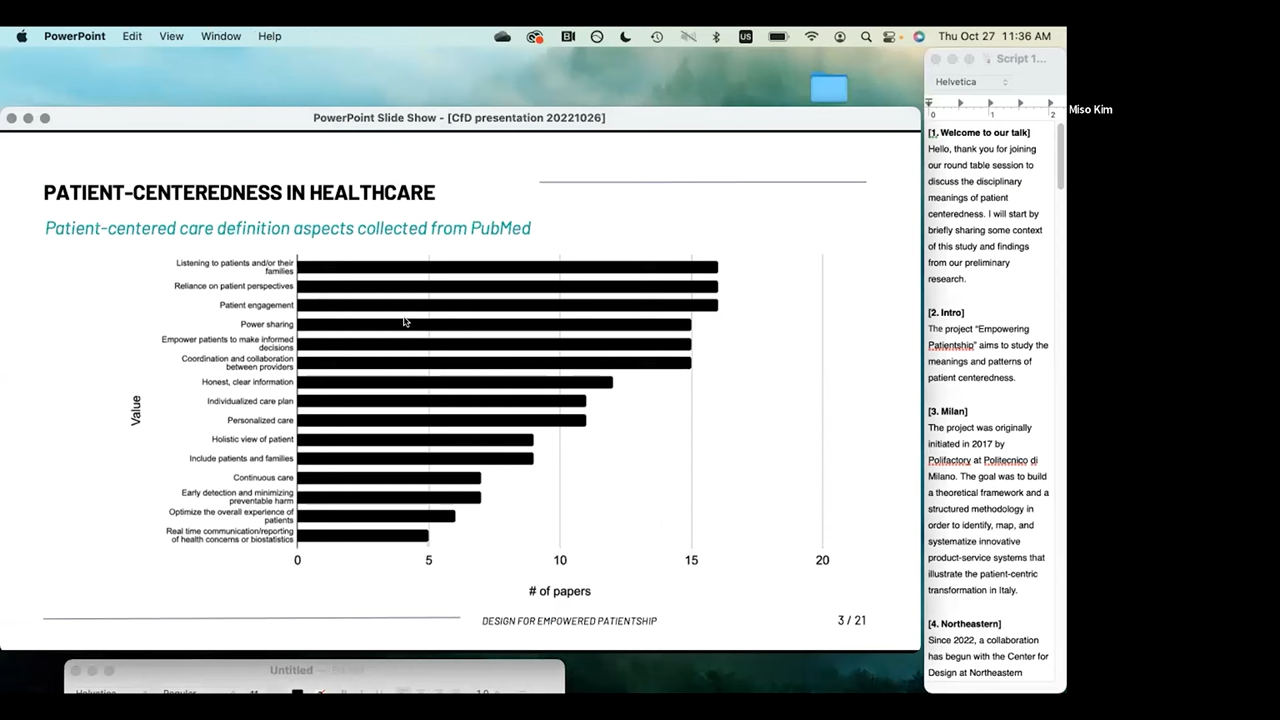 PowerPoint Edit View Window Help US Thu Oct 27 11:36 AM
PowerPoint Slide Show - [CfD presentation 20221026]
PATIENT-CENTEREDNESS IN HEALTHCARE
Patient-centered care definition aspects collected from PubMed
Value
Listening to patients and/or their
families
Reliance on patient perspectives
Patient engagement
Power sharing
Empower patients to make informed
decisions
Coordination and collaboration
between providers
Honest, clear information
Individualized care plan
Personalized care
Holistic view of patient
Include patients and families
Continuous care
Early detection and minimizing
preventable harm
Optimize the overall experience of
patients
Real time communication/reporting
of health concerns or biostatistics
0 5 10 15 20
# of papers
DESIGN FOR EMPOWERED PATIENTSHIP
3 / 21
Script 1...
Helvetica
0 1 2
[1. Welcome to our talk]
Hello, thank you for joining
our round table session to
discuss the disciplinary
meanings of patient
centeredness. I will start by
briefly sharing some context
of this study and findings
from our preliminary
research.
[2. Intro]
The project “Empowering
Patientship” aims to study the
meanings and patterns of
patient centeredness.
[3. Milan]
The project was originally
initiated in 2017 by
Polifactory at Politecnico di
Milano. The goal was to build
a theoretical framework and a
structured methodology in
order to identify, map, and
systematize innovative
product-service systems that
illustrate the patient-centric
transformation in Italy.
[4. Northeastern]
Since 2022, a collaboration
has begun with the Center for
Design at Northeastern
Miso Kim
Untitled